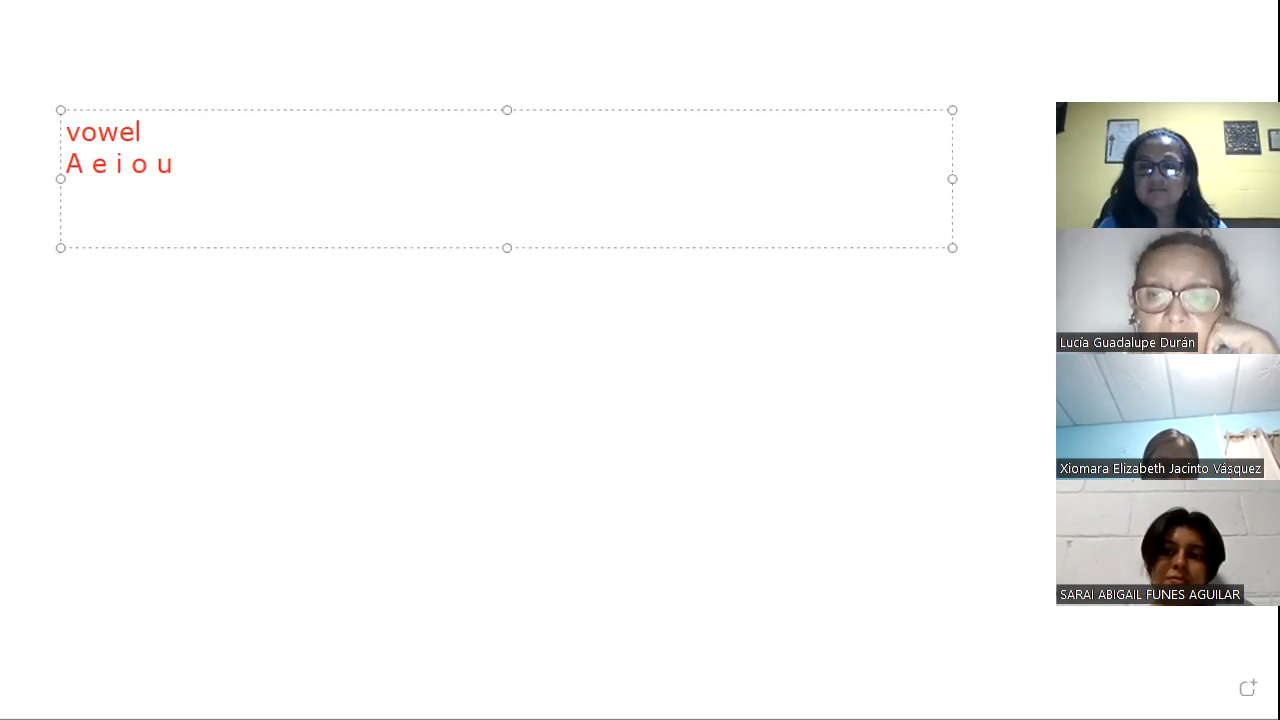 vowel
A e i o u
Lucía Guadalupe Durán
Xiomara Elizabeth Jacinto Vásquez
SARAI ABIGAIL FUNES AGUILAR